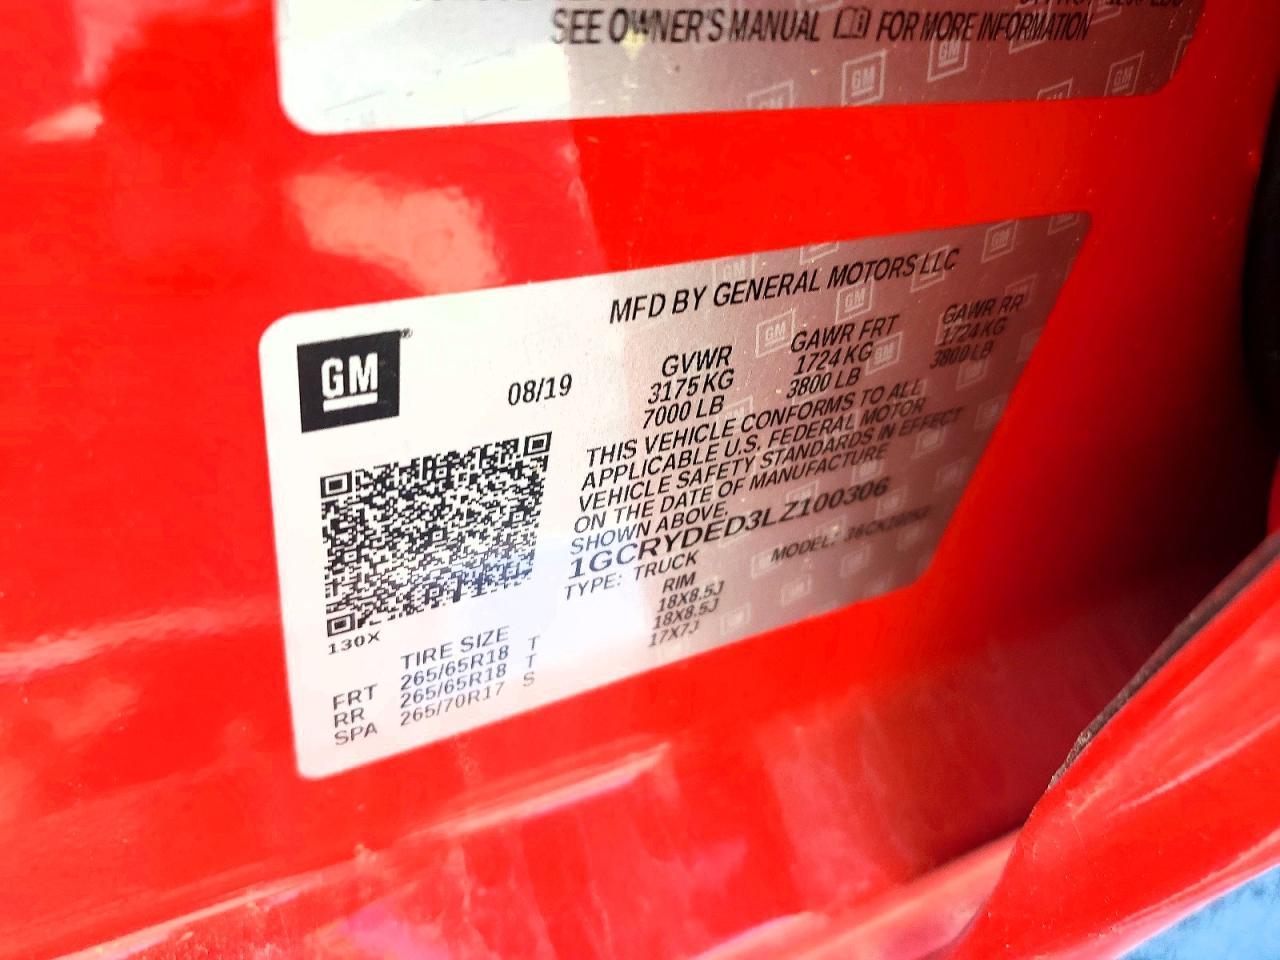 SEE OWNER'S MANUAL FOR MORE INFORMATION
MFD BY GENERAL MOTORS LLC
GM
08/19
GVWR GAWR FRT GAWR RR
3175 KG 1724 KG 1724 KG
7000 LB 3800 LB 3800 LB
THIS VEHICLE CONFORMS TO ALL
APPLICABLE U.S. FEDERAL MOTOR
VEHICLE SAFETY STANDARDS IN EFFECT
ON THE DATE OF MANUFACTURE
SHOWN ABOVE.
1GCRYDED3LZ100306
TYPE: TRUCK MODEL:
130X
TIRE SIZE RIM
FRT 265/65R18 T 18X8.5J
RR 265/65R18 T 18X8.5J
SPA 265/70R17 S 17X7J